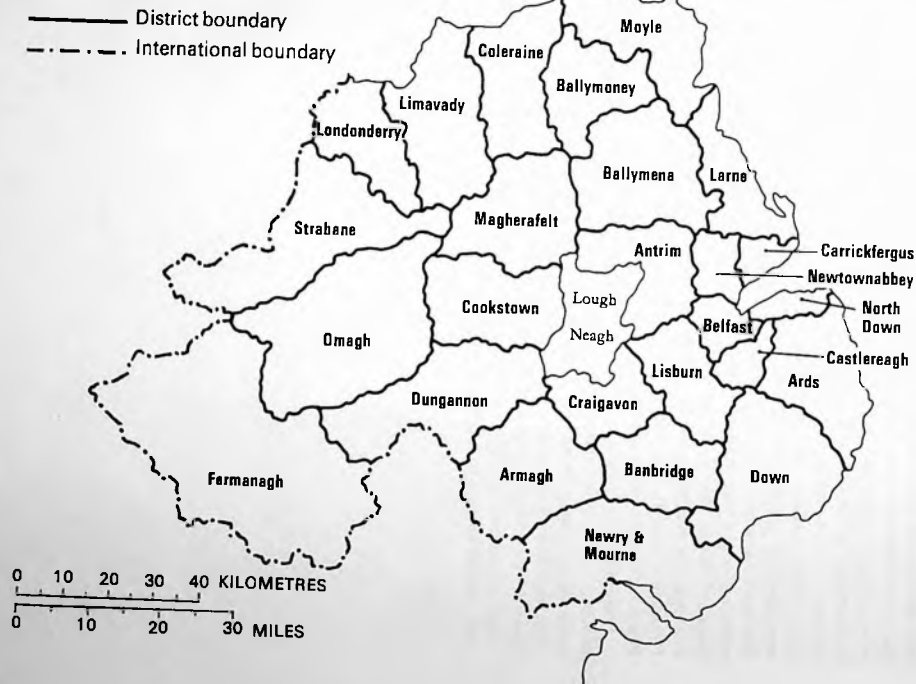 District boundary
International boundary
Moyle
Coleraine
Ballymoney
Limavady
Londonderry
Ballymena
Larne
Strabane
Magherafelt
Antrim
Carrickfergus
Newtownabbey
Cookstown
Lough
Neagh
North
Down
Belfast
Omagh
Castlereagh
Lisburn
Ards
Dungannon
Craigavon
Fermanagh
Armagh
Banbridge
Down
Newry &
Mourne
0 10 20 30 40 KILOMETRES
0 10 20 30 MILES